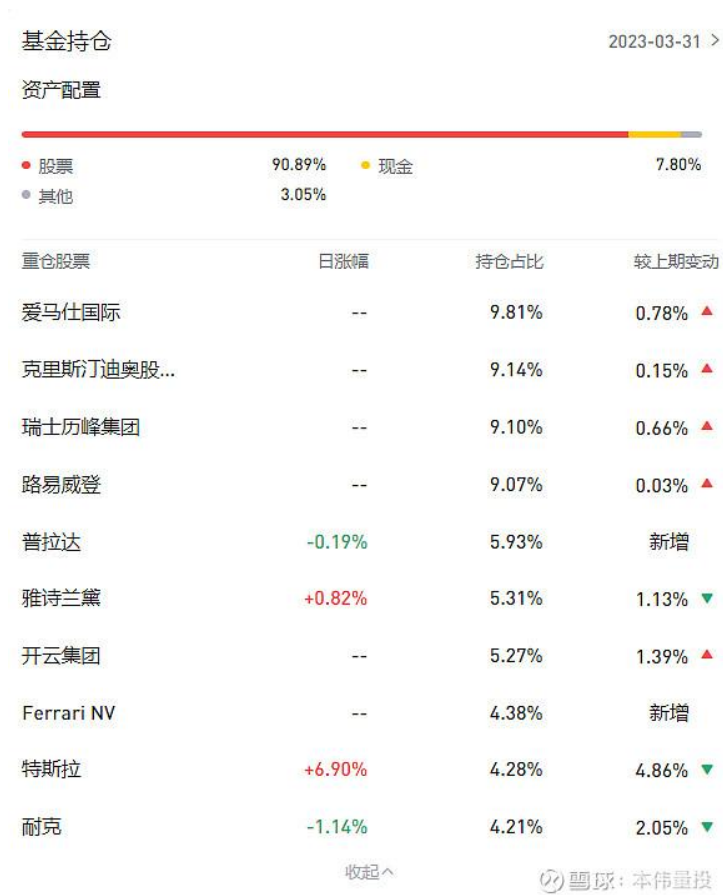 基金持仓 2023-03-31 >
资产配置
股票 90.89% 现金 7.80%
其他 3.05%
重仓股票 日涨幅 持仓占比 较上期变动
爱马仕国际 -- 9.81% 0.78% ▲
克里斯汀迪奥股... -- 9.14% 0.15% ▲
瑞士历峰集团 -- 9.10% 0.66% ▲
路易威登 -- 9.07% 0.03% ▲
普拉达 -0.19% 5.93% 新增
雅诗兰黛 +0.82% 5.31% 1.13% ▼
开云集团 -- 5.27% 1.39% ▲
Ferrari NV -- 4.38% 新增
特斯拉 +6.90% 4.28% 4.86% ▼
耐克 -1.14% 4.21% 2.05% ▼
收起
雪球：本伟量投